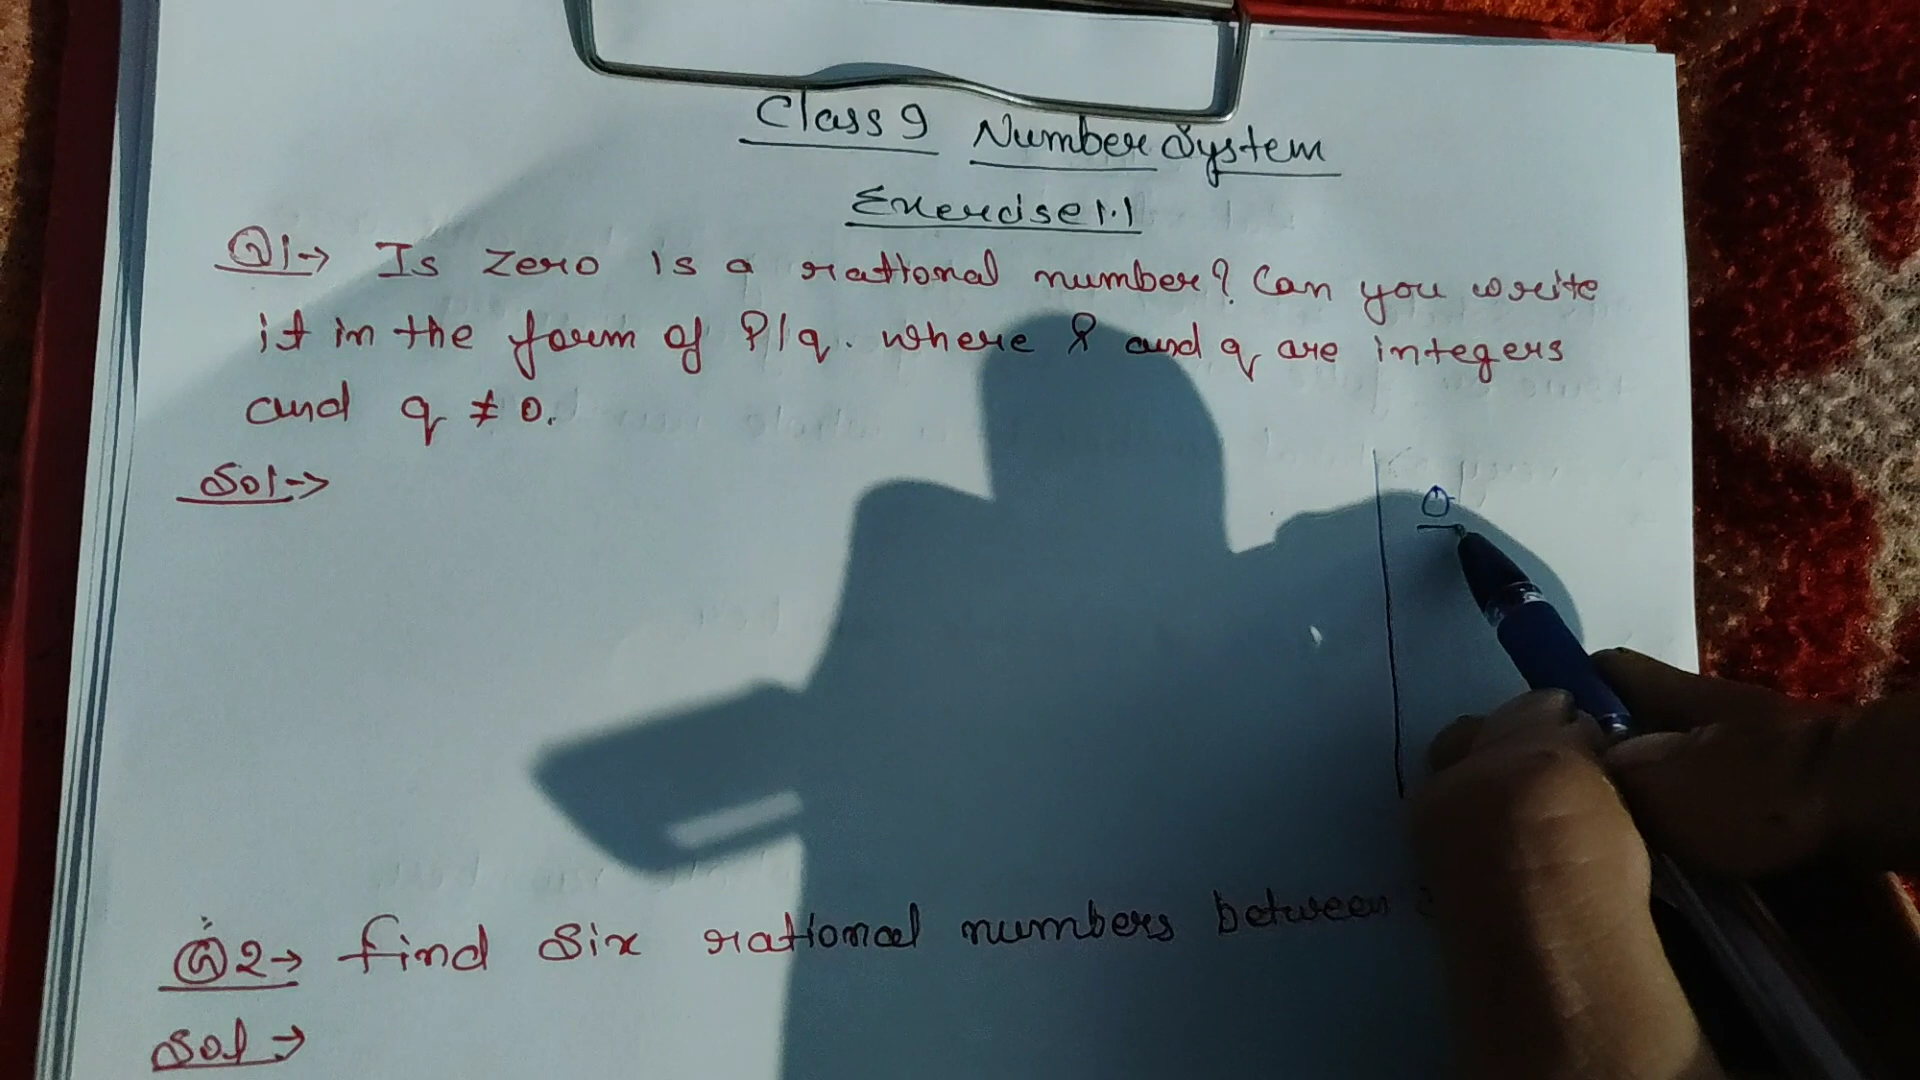 Class 9 Number System
Exercise 1.1
Q1→ Is zero is a rational number? Can you write
it in the form of P/q. where P and q are integers
and q ≠ 0.
Sol→
0
Q2→ find six rational numbers between
Sol→